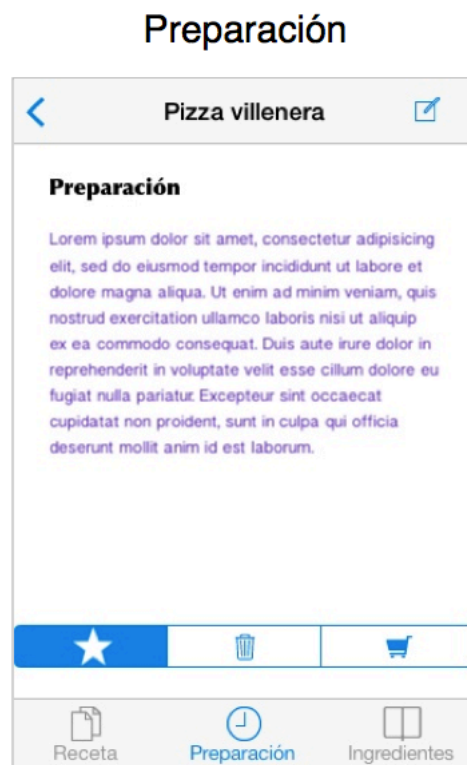 Preparación
Pizza villenera
Preparación
Lorem ipsum dolor sit amet, consectetur adipisicing
elit, sed do eiusmod tempor incididunt ut labore et
dolore magna aliqua. Ut enim ad minim veniam, quis
nostrud exercitation ullamco laboris nisi ut aliquip
ex ea commodo consequat. Duis aute irure dolor in
reprehenderit in voluptate velit esse cillum dolore eu
fugiat nulla pariatur. Excepteur sint occaecat
cupidatat non proident, sunt in culpa qui officia
deserunt mollit anim id est laborum.
Receta Preparación Ingredientes